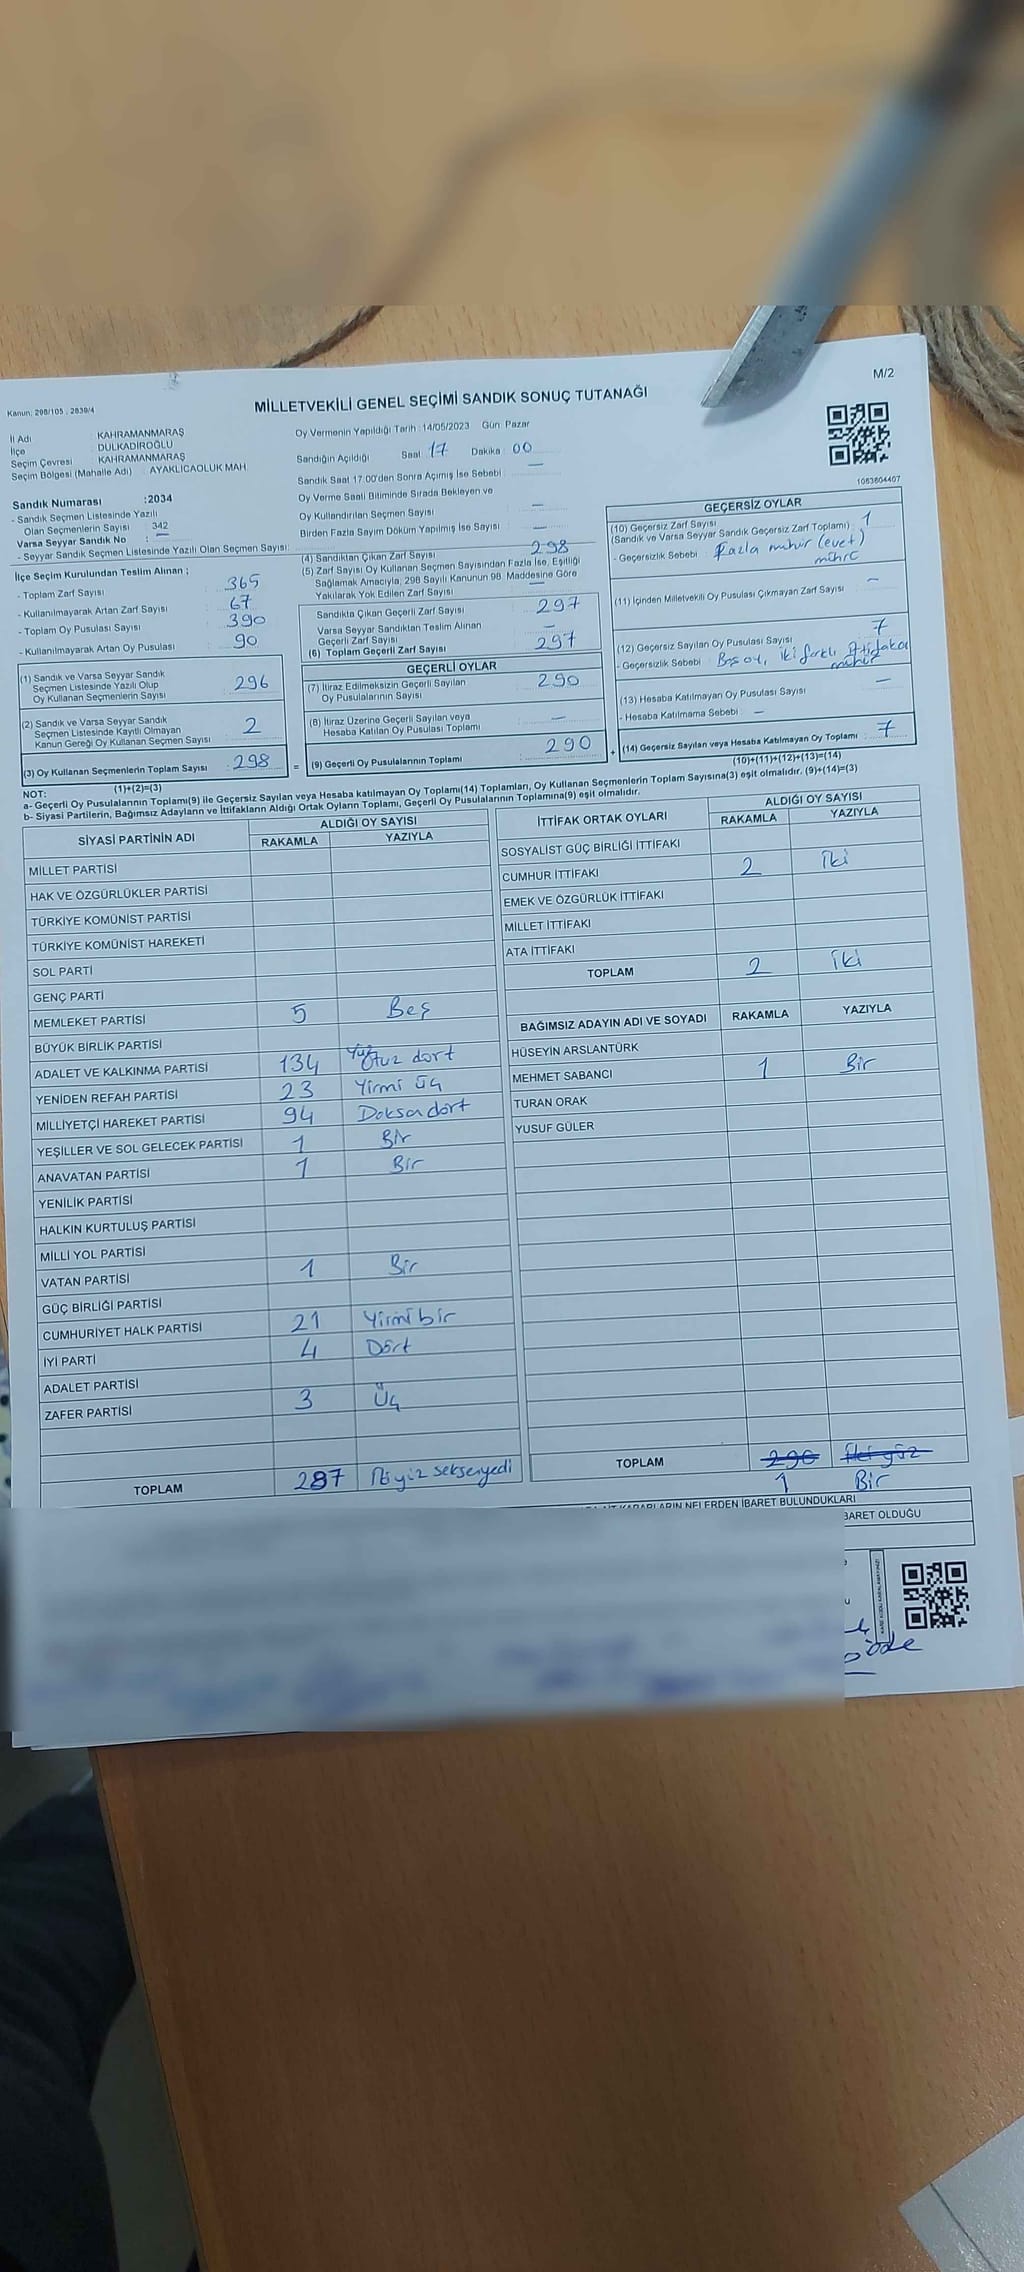 M/2
Kanun: 298/105 , 2839/4
MİLLETVEKİLİ GENEL SEÇİMİ SANDIK SONUÇ TUTANAĞI
İl Adı : KAHRAMANMARAŞ
İlçe : DULKADİROĞLU
Seçim Çevresi : KAHRAMANMARAŞ
Seçim Bölgesi (Mahalle Adı) : AYAKLICAOLUK MAH.
Sandık Numarası :2034
- Sandık Seçmen Listesinde Yazılı
Olan Seçmenlerin Sayısı : 342
Varsa Seyyar Sandık No : —
- Seyyar Sandık Seçmen Listesinde Yazılı Olan Seçmen Sayısı:
İlçe Seçim Kurulundan Teslim Alınan ;
- Toplam Zarf Sayısı : 365
- Kullanılmayarak Artan Zarf Sayısı : 67
- Toplam Oy Pusulası Sayısı : 390
- Kullanılmayarak Artan Oy Pusulası : 90
(1) Sandık ve Varsa Seyyar Sandık
Seçmen Listesinde Yazılı Olup
Oy Kullanan Seçmenlerin Sayısı : 296
(2) Sandık ve Varsa Seyyar Sandık
Seçmen Listesinde Kayıtlı Olmayan
Kanun Gereği Oy Kullanan Seçmen Sayısı : 2
(3) Oy Kullanan Seçmenlerin Toplam Sayısı : 298
(1)+(2)=(3)
Oy Vermenin Yapıldığı Tarih : 14/05/2023 Gün: Pazar
Sandığın Açıldığı Saat 17 Dakika 00
Sandık Saat 17:00'den Sonra Açılmış İse Sebebi : —
Oy Verme Saati Bitiminde Sırada Bekleyen ve
Oy Kullandırılan Seçmen Sayısı : —
Birden Fazla Sayım Döküm Yapılmış İse Sayısı : —
(4) Sandıktan Çıkan Zarf Sayısı : 298
(5) Zarf Sayısı Oy Kullanan Seçmen Sayısından Fazla İse, Eşitliği
Sağlamak Amacıyla; 298 Sayılı Kanunun 98. Maddesine Göre
Yakılarak Yok Edilen Zarf Sayısı : —
Sandıkta Çıkan Geçerli Zarf Sayısı : 297
Varsa Seyyar Sandıktan Teslim Alınan
Geçerli Zarf Sayısı : —
(6) Toplam Geçerli Zarf Sayısı : 297
GEÇERLİ OYLAR
(7) İtiraz Edilmeksizin Geçerli Sayılan
Oy Pusulalarının Sayısı : 290
(8) İtiraz Üzerine Geçerli Sayılan veya
Hesaba Katılan Oy Pusulası Toplamı : —
= (9) Geçerli Oy Pusulalarının Toplamı : 290
1063604407
GEÇERSİZ OYLAR
(10) Geçersiz Zarf Sayısı
(Sandık ve Varsa Seyyar Sandık Geçersiz Zarf Toplamı) : 1
- Geçersizlik Sebebi : Fazla mühür (evet)
(11) İçinden Milletvekili Oy Pusulası Çıkmayan Zarf Sayısı : —
(12) Geçersiz Sayılan Oy Pusulası Sayısı : 7
- Geçersizlik Sebebi : Boş oy, iki farklı ittifaka
mühür
(13) Hesaba Katılmayan Oy Pusulası Sayısı : —
- Hesaba Katılmama Sebebi : —
+ (14) Geçersiz Sayılan veya Hesaba Katılmayan Oy Toplamı : 7
(10)+(11)+(12)+(13)=(14)
NOT:
a- Geçerli Oy Pusulalarının Toplamı(9) ile Geçersiz Sayılan veya Hesaba katılmayan Oy Toplamı(14) Toplamları, Oy Kullanan Seçmenlerin Toplam Sayısına(3) eşit olmalıdır. (9)+(14)=(3)
b- Siyasi Partilerin, Bağımsız Adayların ve İttifakların Aldığı Ortak Oyların Toplamı, Geçerli Oy Pusulalarının Toplamına(9) eşit olmalıdır.
SİYASİ PARTİNİN ADI ALDIĞI OY SAYISI
RAKAMLA YAZIYLA
MİLLET PARTİSİ
HAK VE ÖZGÜRLÜKLER PARTİSİ
TÜRKİYE KOMÜNİST PARTİSİ
TÜRKİYE KOMÜNİST HAREKETİ
SOL PARTİ
GENÇ PARTİ
MEMLEKET PARTİSİ 5 Beş
BÜYÜK BİRLİK PARTİSİ
ADALET VE KALKINMA PARTİSİ 134 Yüz Otuz dört
YENİDEN REFAH PARTİSİ 23 Yirmi üç
MİLLİYETÇİ HAREKET PARTİSİ 94 Doksandört
YEŞİLLER VE SOL GELECEK PARTİSİ 1 Bir
ANAVATAN PARTİSİ 1 Bir
YENİLİK PARTİSİ
HALKIN KURTULUŞ PARTİSİ
MİLLİ YOL PARTİSİ
VATAN PARTİSİ 1 Bir
GÜÇ BİRLİĞİ PARTİSİ
CUMHURİYET HALK PARTİSİ 21 Yirmibir
İYİ PARTİ 4 Dört
ADALET PARTİSİ
ZAFER PARTİSİ 3 Üç
TOPLAM 287
İTTİFAK ORTAK OYLARI ALDIĞI OY SAYISI
RAKAMLA YAZIYLA
SOSYALİST GÜÇ BİRLİĞİ İTTİFAKI
CUMHUR İTTİFAKI 2 iki
EMEK VE ÖZGÜRLÜK İTTİFAKI
MİLLET İTTİFAKI
ATA İTTİFAKI
TOPLAM 2 iki
BAĞIMSIZ ADAYIN ADI VE SOYADI RAKAMLA YAZIYLA
HÜSEYİN ARSLANTÜRK
MEHMET SABANCI 1 Bir
TURAN ORAK
YUSUF GÜLER
TOPLAM 290 İkiyüz
1 Bir
KARARLARIN NELERDEN İBARET BULUNDUKLARI
BARET OLDUĞU